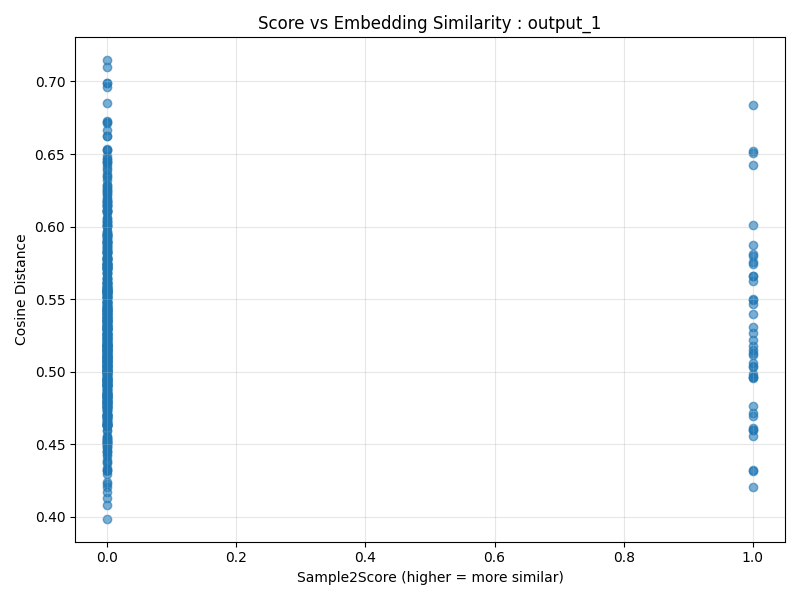 Score vs Embedding Similarity : output_1
Cosine Distance
0.70
0.65
0.60
0.55
0.50
0.45
0.40
0.0 0.2 0.4 0.6 0.8 1.0
Sample2Score (higher = more similar)